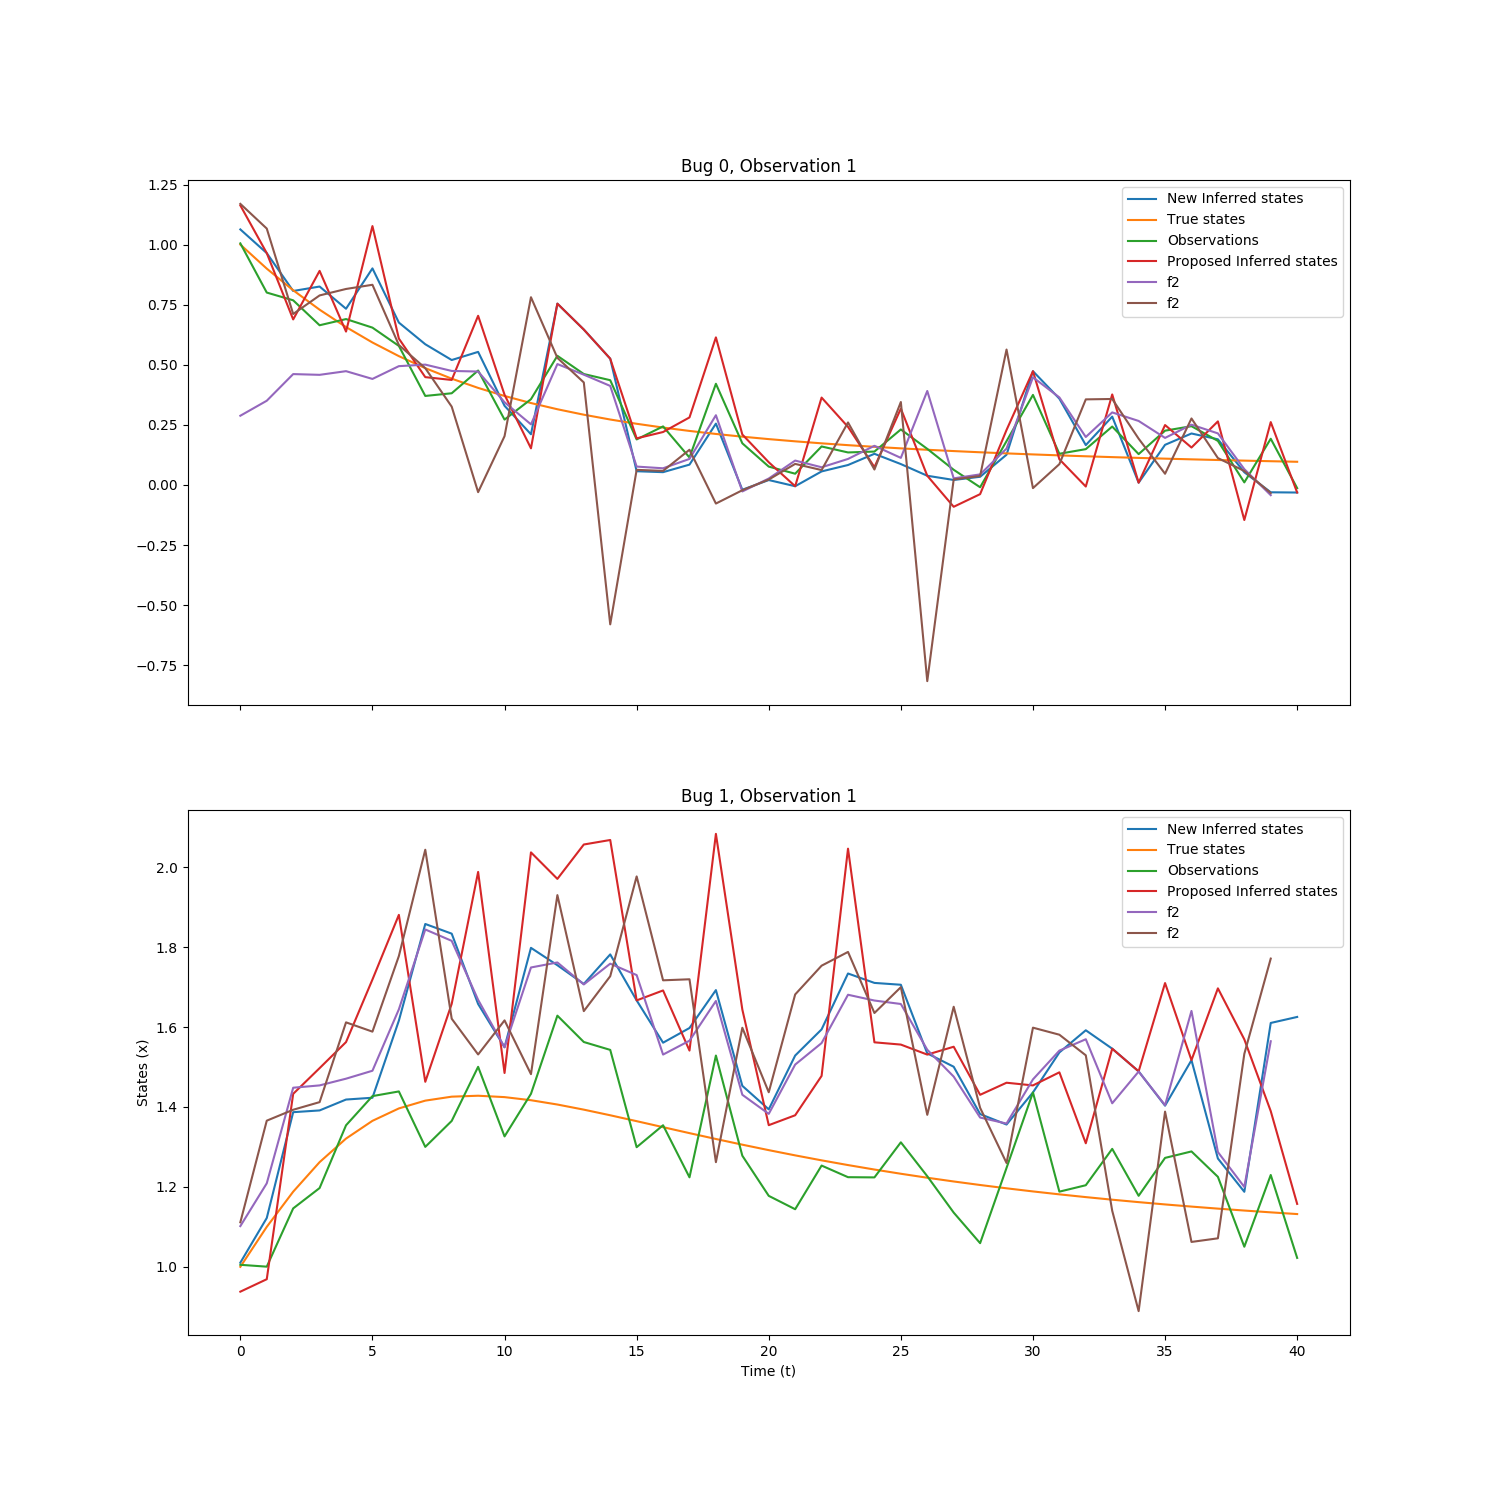 Bug 0, Observation 1
1.25
1.00
0.75
0.50
0.25
0.00
−0.25
−0.50
−0.75
New Inferred states
True states
Observations
Proposed Inferred states
f2
f2
Bug 1, Observation 1
States (x)
2.0
1.8
1.6
1.4
1.2
1.0
New Inferred states
True states
Observations
Proposed Inferred states
f2
f2
0 5 10 15 20 25 30 35 40
Time (t)